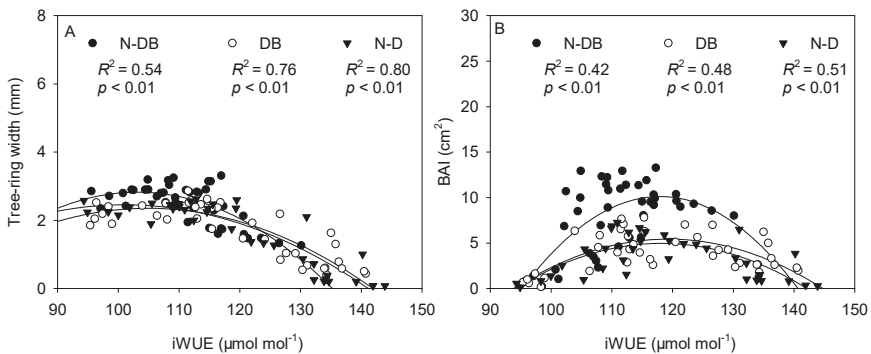 A
N-DB DB N-D
R² = 0.54 R² = 0.76 R² = 0.80
p < 0.01 p < 0.01 p < 0.01
Tree-ring width (mm)
8
6
4
2
0
90 100 110 120 130 140 150
iWUE (µmol mol⁻¹)
B
N-DB DB N-D
R² = 0.42 R² = 0.48 R² = 0.51
p < 0.01 p < 0.01 p < 0.01
BAI (cm²)
30
25
20
15
10
5
0
90 100 110 120 130 140 150
iWUE (µmol mol⁻¹)